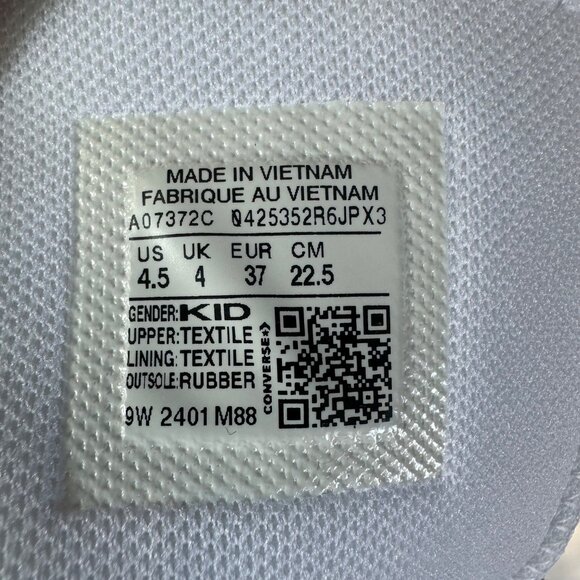 MADE IN VIETNAM
FABRIQUE AU VIETNAM
A07372C 0425352R6JPX3
US UK EUR CM
4.5 4 37 22.5
GENDER: KID
UPPER: TEXTILE
LINING: TEXTILE
OUTSOLE: RUBBER
CONVERSE
9W 2401 M88